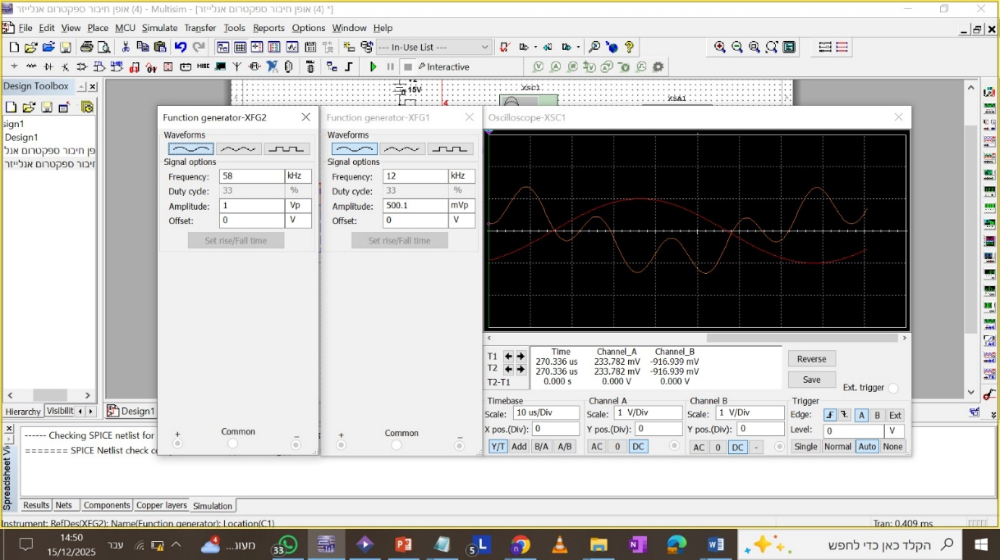 אופן חיבור ספקטרום אנלייזר (4) - Multisim - [אופן חיבור ספקטרום אנלייזר (4) *]
File Edit View Place MCU Simulate Transfer Tools Reports Options Window Help
--- In-Use List ---
MISC Interactive
Design Toolbox
sign1
Design1
פן חיבור ספקטרום אנל
חיבור ספקטרום אנלייזר
Hierarchy Visibilit
Design1
15V
XSC1
XSA1
Function generator-XFG2
Waveforms
Signal options
Frequency: 58 kHz
Duty cycle: 33 %
Amplitude: 1 Vp
Offset: 0 V
Set rise/Fall time
+ Common –
Function generator-XFG1
Waveforms
Signal options
Frequency: 12 kHz
Duty cycle: 33 %
Amplitude: 500.1 mVp
Offset: 0 V
Set rise/Fall time
+ Common –
Oscilloscope-XSC1
Time Channel_A Channel_B
T1 270.336 us 233.782 mV -916.939 mV
T2 270.336 us 233.782 mV -916.939 mV
T2-T1 0.000 s 0.000 V 0.000 V
Reverse
Save
Ext. trigger
Timebase
Scale: 10 us/Div
X pos.(Div): 0
Y/T Add B/A A/B
Channel A
Scale: 1 V/Div
Y pos.(Div): 0
AC 0 DC
Channel B
Scale: 1 V/Div
Y pos.(Div): 0
AC 0 DC -
Trigger
Edge: A B Ext
Level: 0 V
Single Normal Auto None
Spreadsheet Vi
------ Checking SPICE netlist for
======= SPICE Netlist check c
Results Nets Components Copper layers Simulation
Instrument: RefDes(XFG2): Name(Function generator): Location(C1)
Tran: 0.409 ms
14:50
15/12/2025
עבר
4
מעונ...
33
5
הקלד כאן כדי לחפש